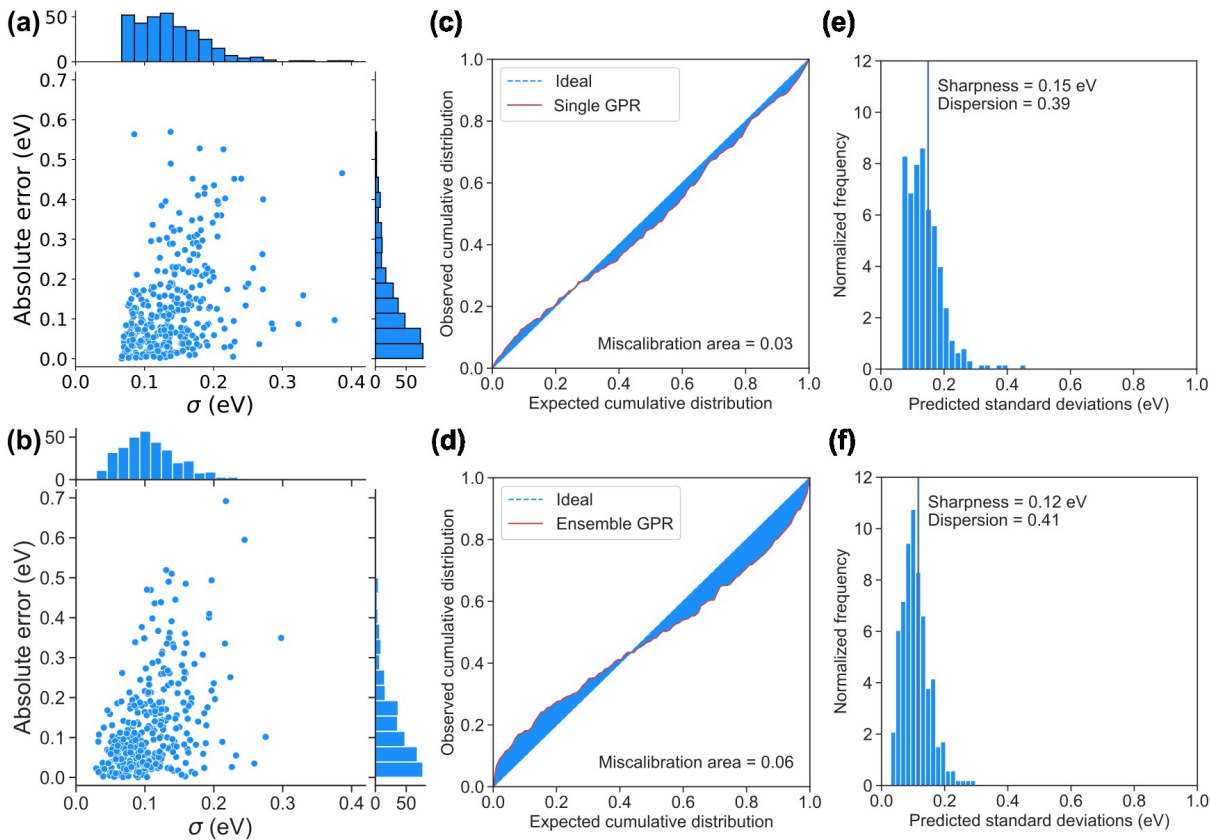 (a)
50
0
0.7
0.6
0.5
0.4
0.3
0.2
0.1
0.0
Absolute error (eV)
0.0 0.1 0.2 0.3 0.4
σ (eV)
0 50
(c)
1.0
0.8
0.6
0.4
0.2
0.0
Observed cumulative distribution
Ideal
Single GPR
Miscalibration area = 0.03
0.0 0.2 0.4 0.6 0.8 1.0
Expected cumulative distribution
(e)
12
10
8
6
4
2
0
Normalized frequency
Sharpness = 0.15 eV
Dispersion = 0.39
0.0 0.2 0.4 0.6 0.8 1.0
Predicted standard deviations (eV)
(b)
50
0
0.7
0.6
0.5
0.4
0.3
0.2
0.1
0.0
Absolute error (eV)
0.0 0.1 0.2 0.3 0.4
σ (eV)
0 50
(d)
1.0
0.8
0.6
0.4
0.2
0.0
Observed cumulative distribution
Ideal
Ensemble GPR
Miscalibration area = 0.06
0.0 0.2 0.4 0.6 0.8 1.0
Expected cumulative distribution
(f)
12
10
8
6
4
2
0
Normalized frequency
Sharpness = 0.12 eV
Dispersion = 0.41
0.0 0.2 0.4 0.6 0.8 1.0
Predicted standard deviations (eV)